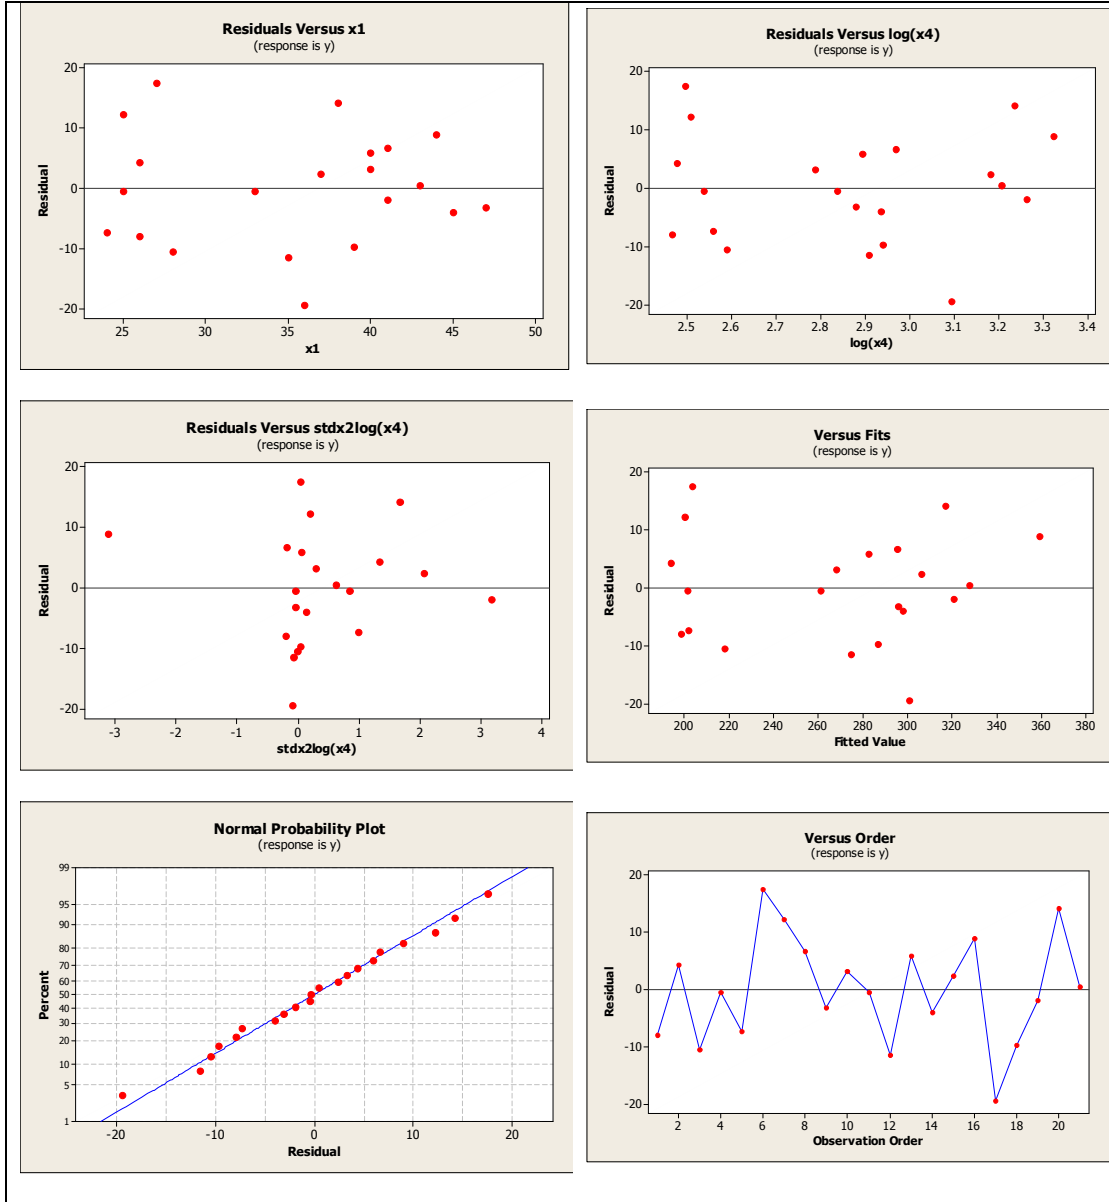 Residuals Versus x1
(response is y)
20
10
0
-10
-20
Residual
25 30 35 40 45 50
x1
Residuals Versus log(x4)
(response is y)
20
10
0
-10
-20
Residual
2.5 2.6 2.7 2.8 2.9 3.0 3.1 3.2 3.3 3.4
log(x4)
Residuals Versus stdx2log(x4)
(response is y)
20
10
0
-10
-20
Residual
-3 -2 -1 0 1 2 3 4
stdx2log(x4)
Versus Fits
(response is y)
20
10
0
-10
-20
Residual
200 220 240 260 280 300 320 340 360 380
Fitted Value
Normal Probability Plot
(response is y)
99
95
90
80
70
60
50
40
30
20
10
5
1
Percent
-20 -10 0 10 20
Residual
Versus Order
(response is y)
20
10
0
-10
-20
Residual
2 4 6 8 10 12 14 16 18 20
Observation Order